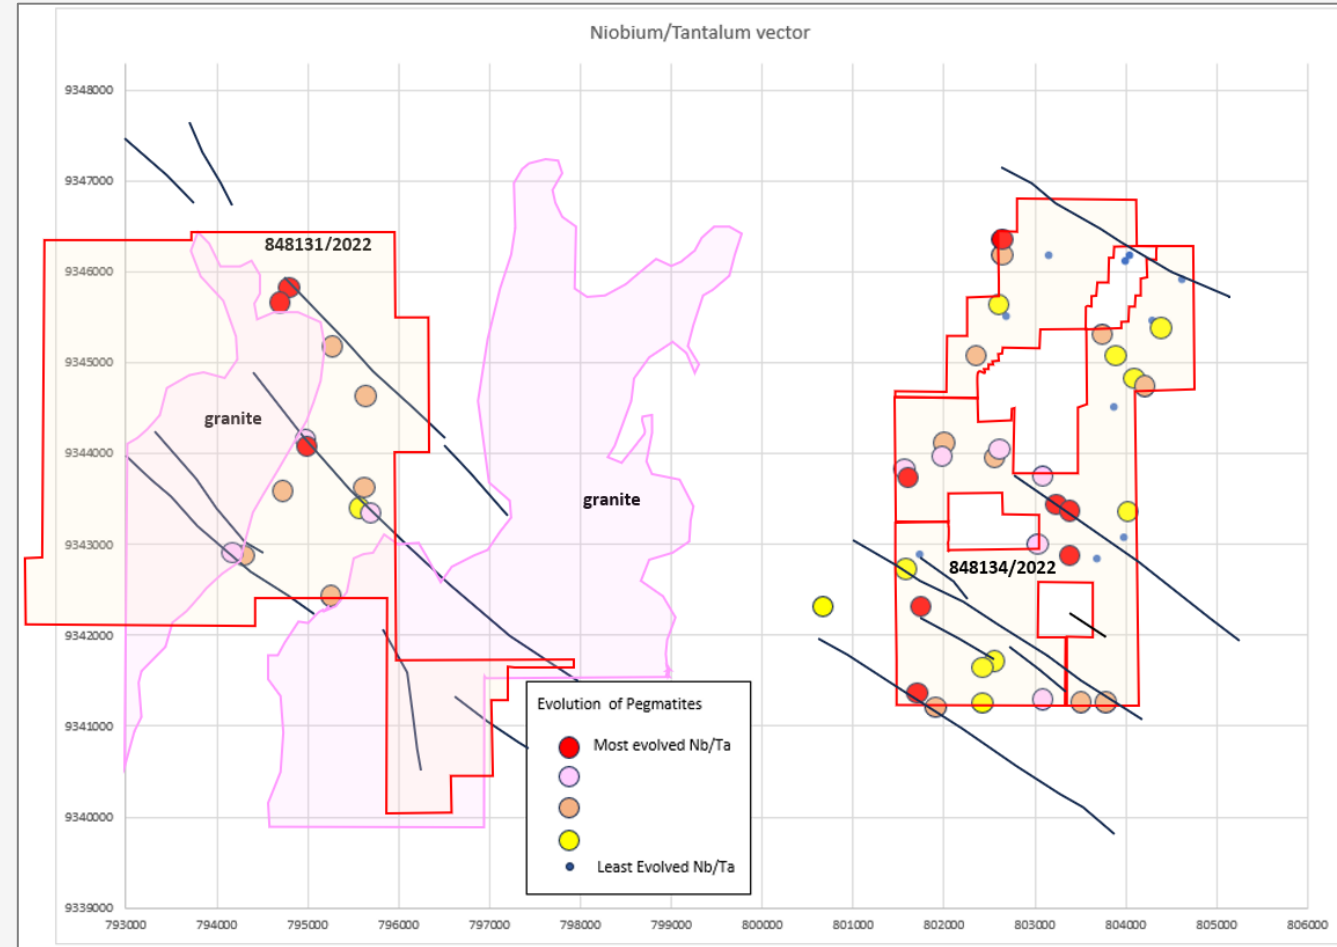 Niobium/Tantalum vector
9348000
9347000
9346000
9345000
9344000
9343000
9342000
9341000
9340000
9339000
848131/2022
granite
granite
848134/2022
Evolution of Pegmatites
Most evolved Nb/Ta
Least Evolved Nb/Ta
793000 794000 795000 796000 797000 798000 799000 800000 801000 802000 803000 804000 805000 806000